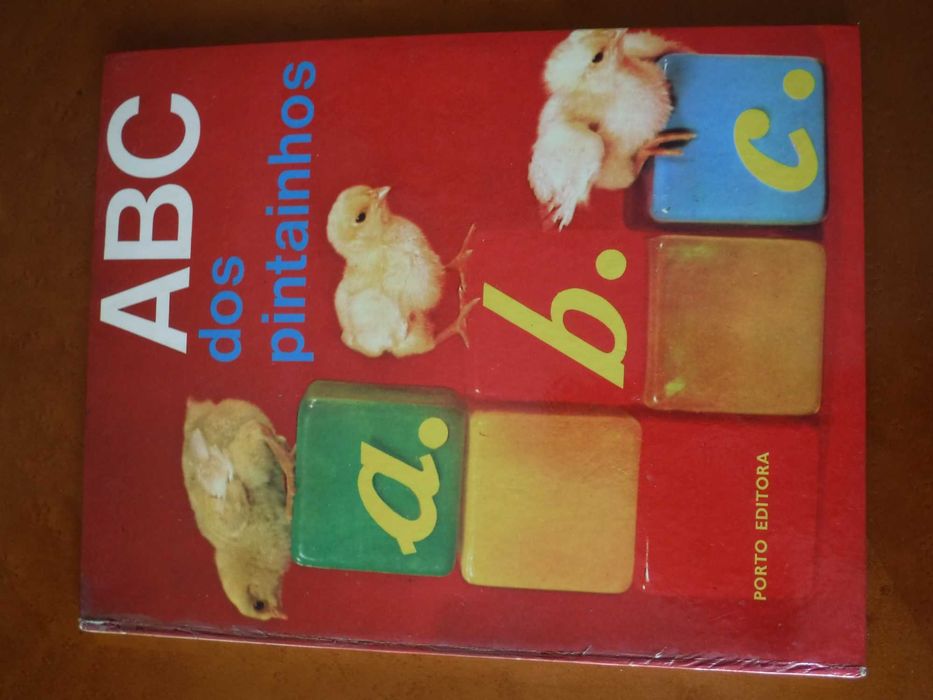 ABC
dos
pintainhos
a.
b.
c.
PORTO EDITORA